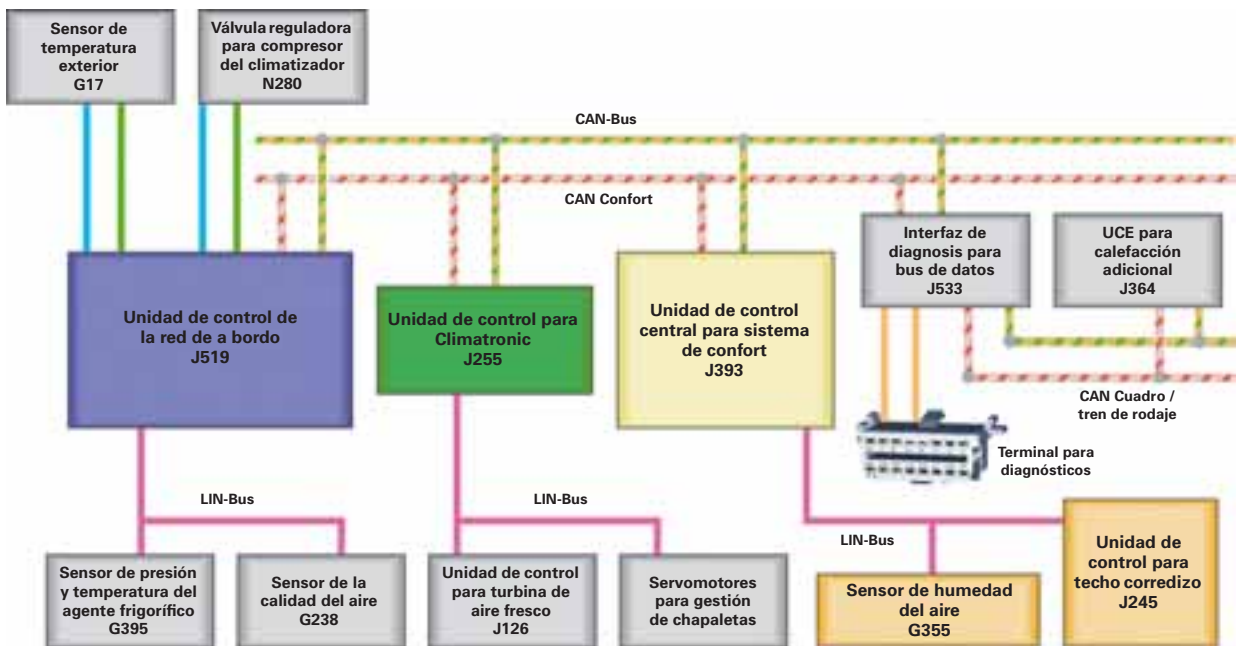 Sensor de
temperatura
exterior
G17
Válvula reguladora
para compresor
del climatizador
N280
CAN-Bus
CAN Confort
Unidad de control de
la red de a bordo
J519
Unidad de control para
Climatronic
J255
Unidad de control
central para sistema
de confort
J393
Interfaz de
diagnosis para
bus de datos
J533
UCE para
calefacción
adicional
J364
CAN Cuadro /
tren de rodaje
Terminal para
diagnósticos
LIN-Bus
LIN-Bus
LIN-Bus
Sensor de presión
y temperatura del
agente frigorífico
G395
Sensor de la
calidad del aire
G238
Unidad de control
para turbina de
aire fresco
J126
Servomotores
para gestión
de chapaletas
Sensor de humedad
del aire
G355
Unidad de
control para
techo corredizo
J245